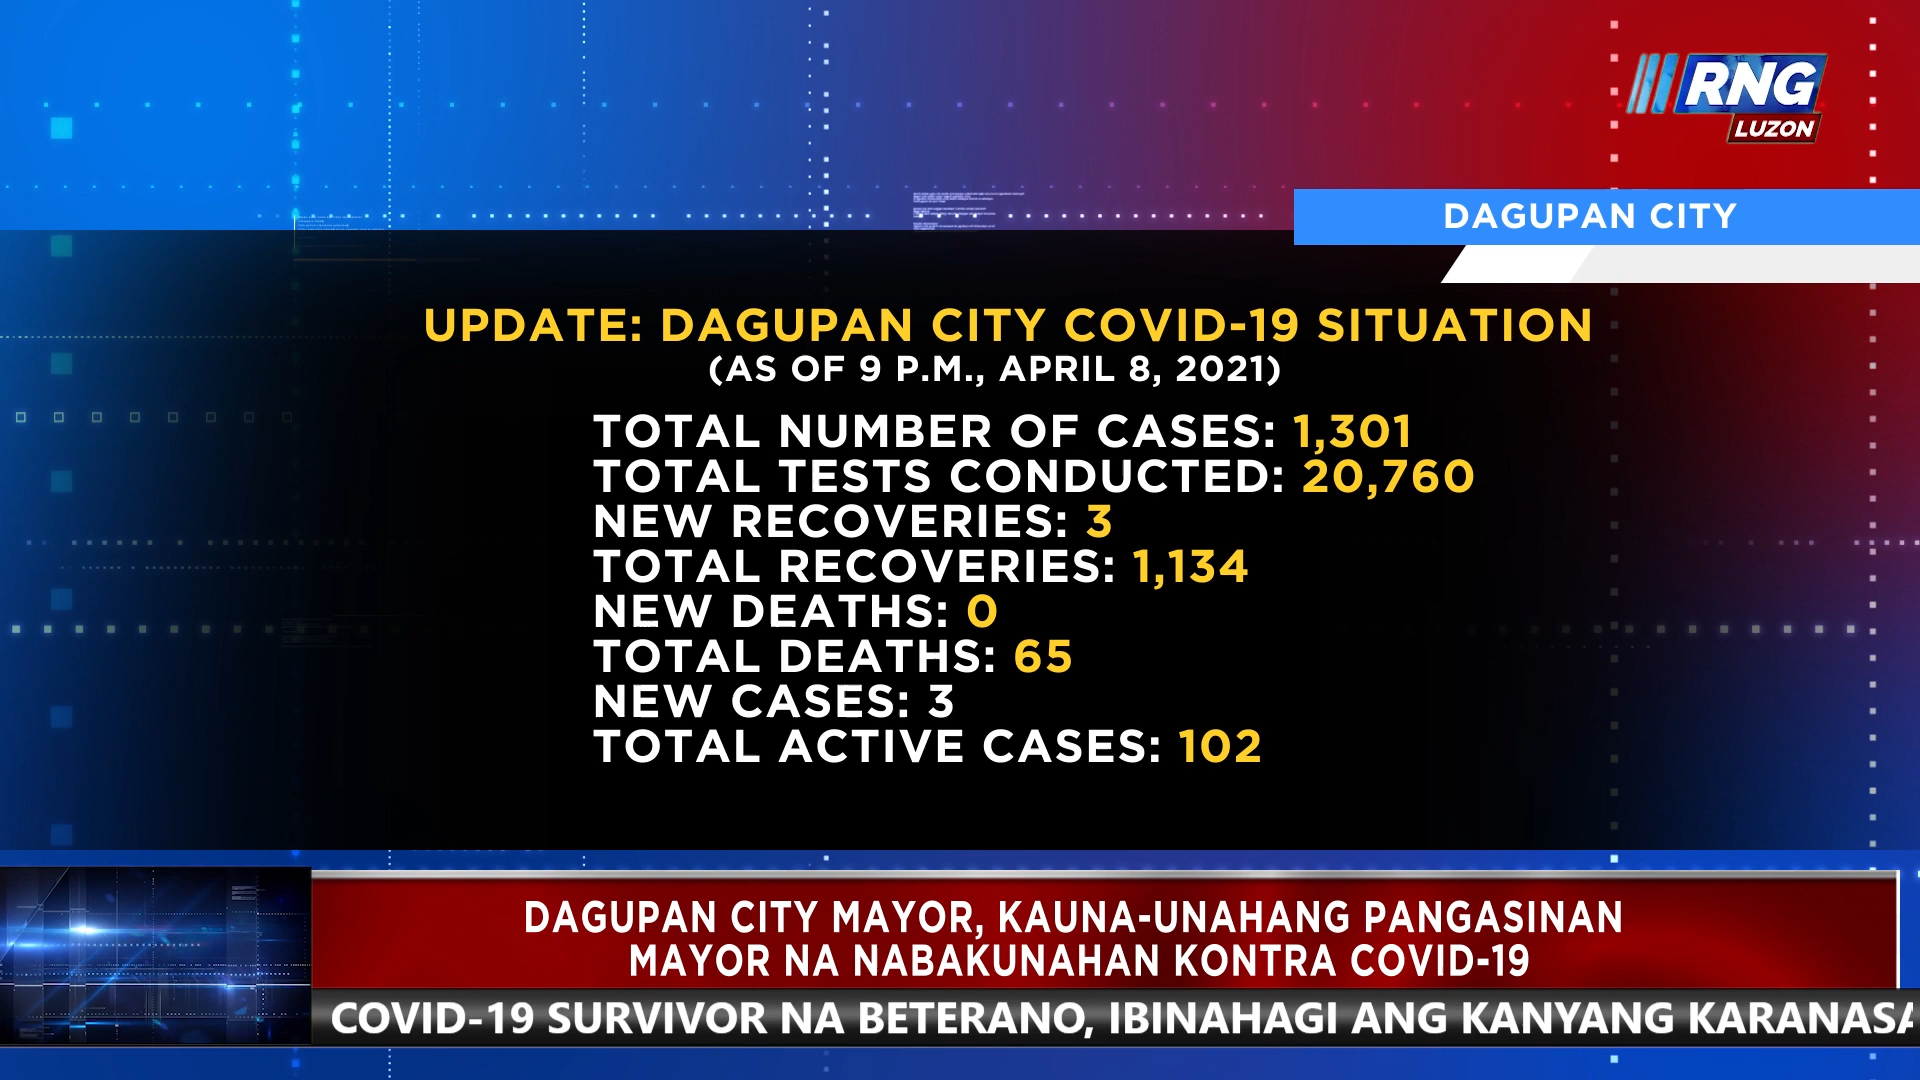 RNG
LUZON
DAGUPAN CITY
UPDATE: DAGUPAN CITY COVID-19 SITUATION
(AS OF 9 P.M., APRIL 8, 2021)
TOTAL NUMBER OF CASES: 1,301
TOTAL TESTS CONDUCTED: 20,760
NEW RECOVERIES: 3
TOTAL RECOVERIES: 1,134
NEW DEATHS: 0
TOTAL DEATHS: 65
NEW CASES: 3
TOTAL ACTIVE CASES: 102
DAGUPAN CITY MAYOR, KAUNA-UNAHANG PANGASINAN
MAYOR NA NABAKUNAHAN KONTRA COVID-19
COVID-19 SURVIVOR NA BETERANO, IBINAHAGI ANG KANYANG KARANASA